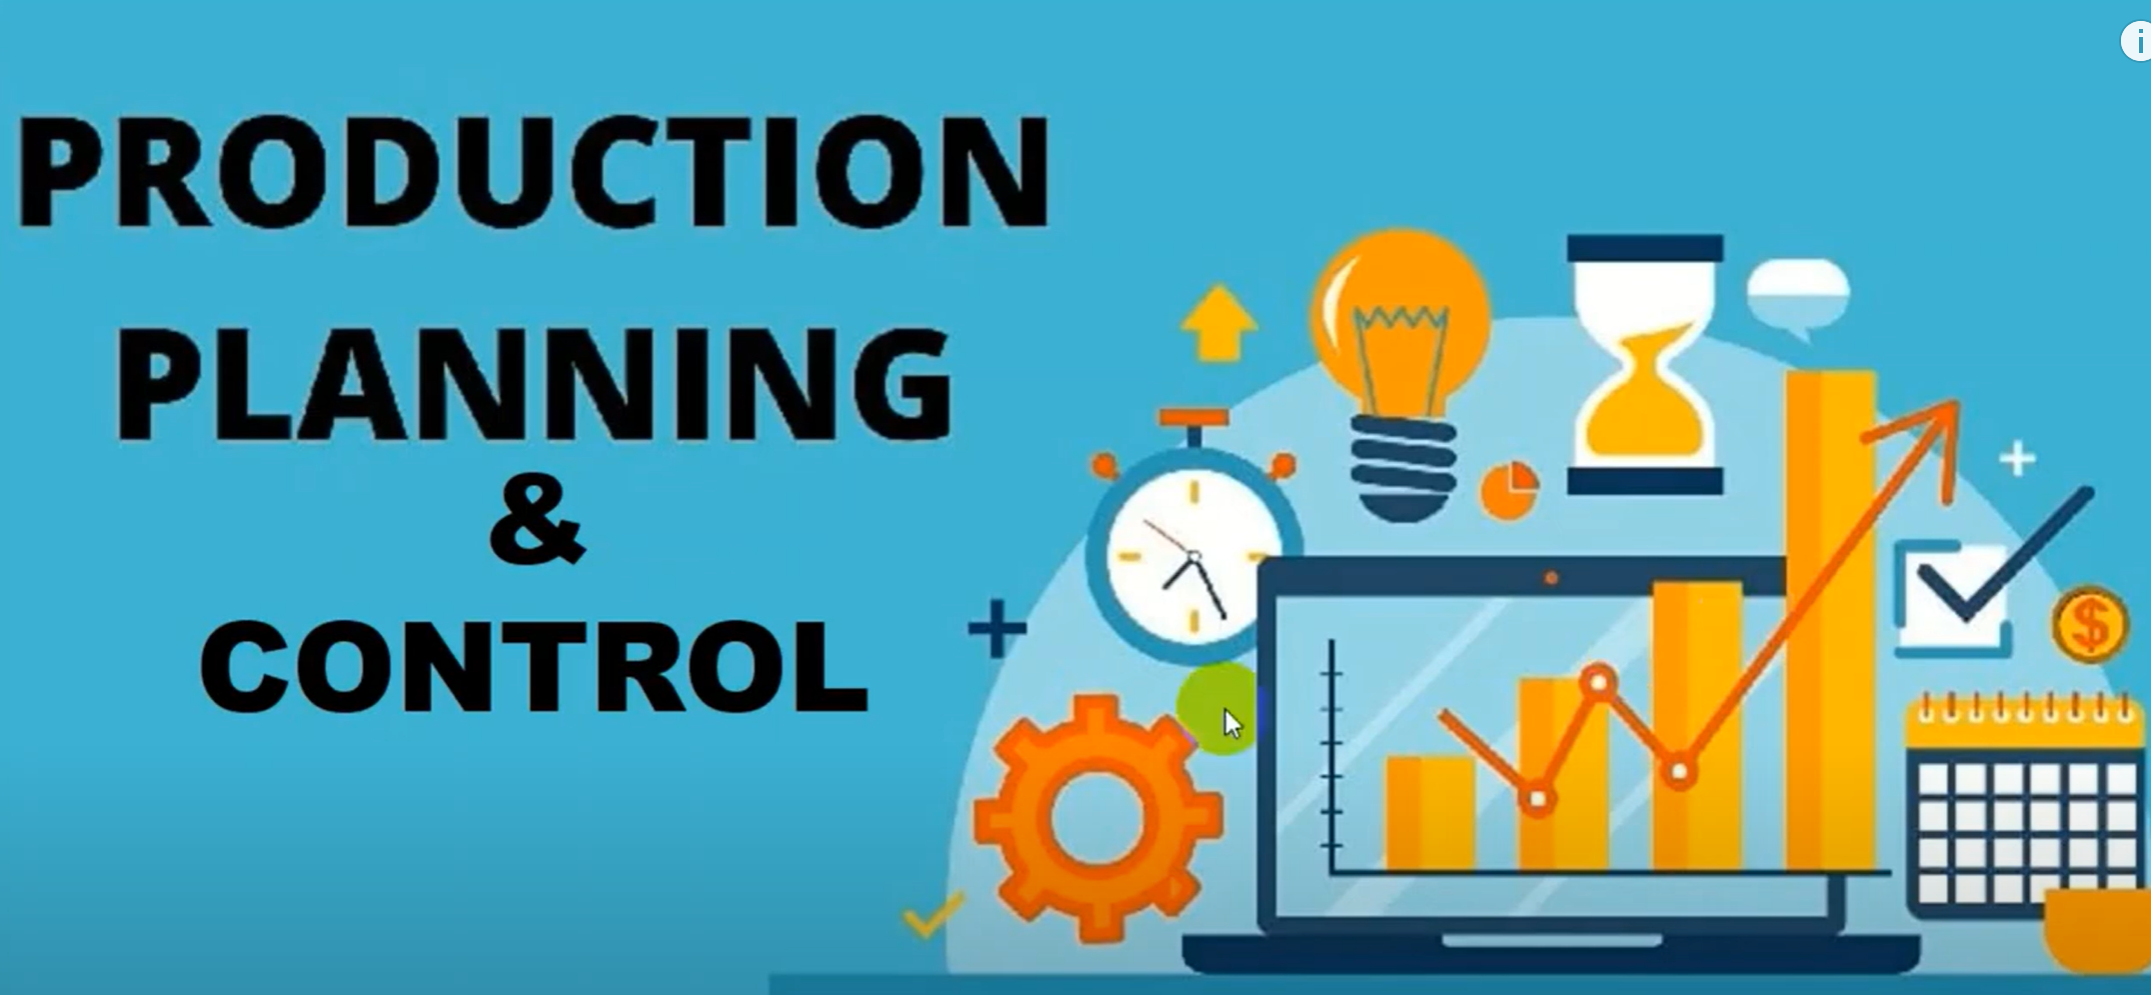 PRODUCTION
PLANNING
&
CONTROL
$
i